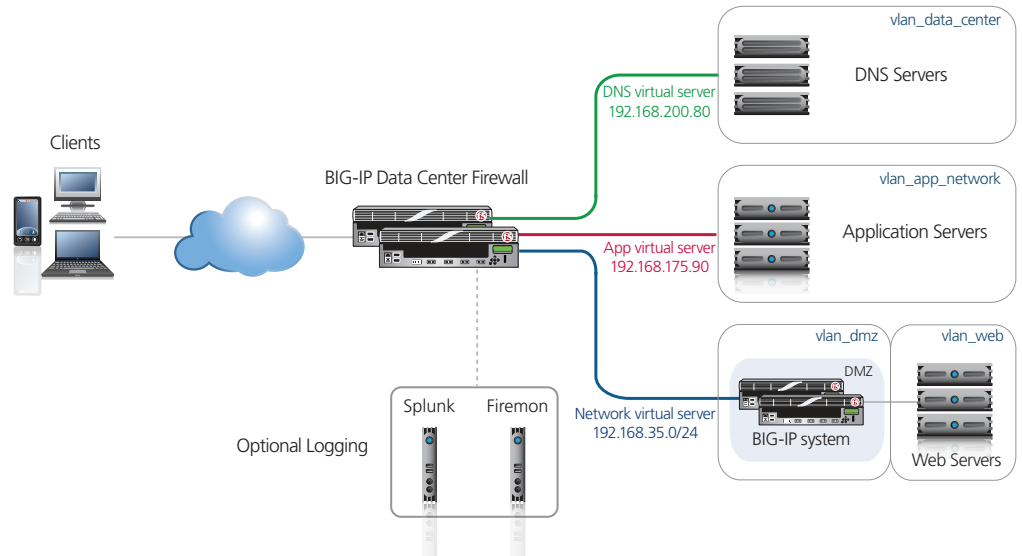 vlan_data_center
DNS Servers
DNS virtual server
192.168.200.80
Clients
BIG-IP Data Center Firewall
vlan_app_network
Application Servers
App virtual server
192.168.175.90
vlan_dmz
vlan_web
DMZ
BIG-IP system
Web Servers
Network virtual server
192.168.35.0/24
Splunk
Firemon
Optional Logging